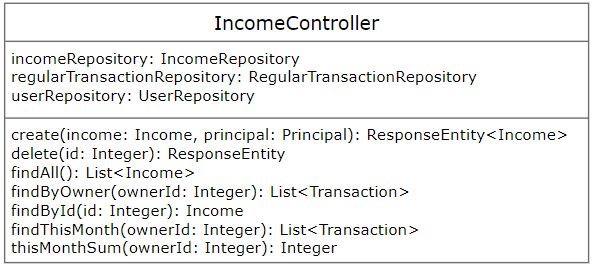 IncomeController
incomeRepository: IncomeRepository
regularTransactionRepository: RegularTransactionRepository
userRepository: UserRepository
create(income: Income, principal: Principal): ResponseEntity<Income>
delete(id: Integer): ResponseEntity
findAll(): List<Income>
findByOwner(ownerId: Integer): List<Transaction>
findById(id: Integer): Income
findThisMonth(ownerId: Integer): List<Transaction>
thisMonthSum(ownerId: Integer): Integer